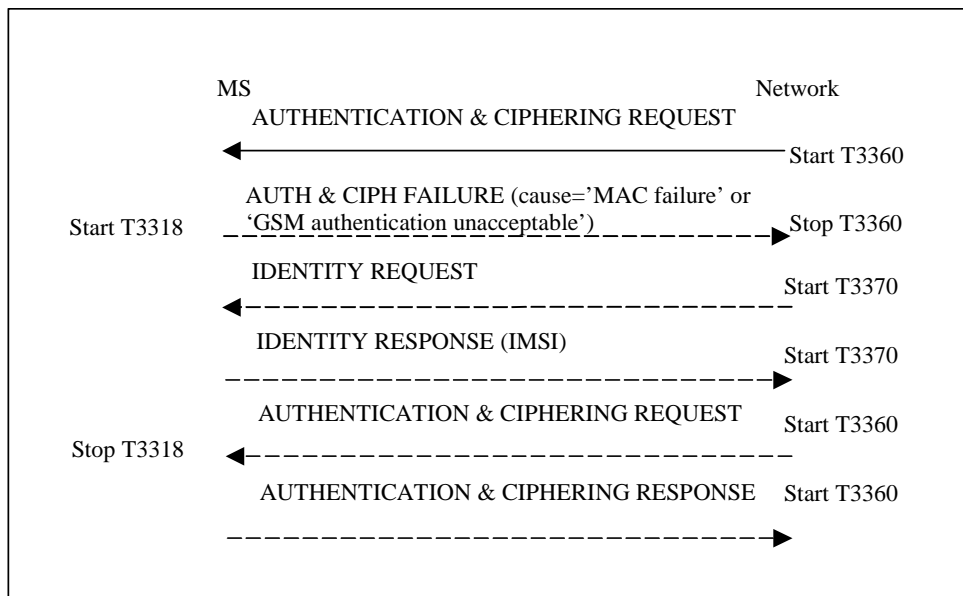 MS Network
AUTHENTICATION & CIPHERING REQUEST
Start T3360
AUTH & CIPH FAILURE (cause='MAC failure' or
Start T3318 ‘GSM authentication unacceptable’) Stop T3360
IDENTITY REQUEST
Start T3370
IDENTITY RESPONSE (IMSI)
Start T3370
AUTHENTICATION & CIPHERING REQUEST
Start T3360
Stop T3318
AUTHENTICATION & CIPHERING RESPONSE Start T3360